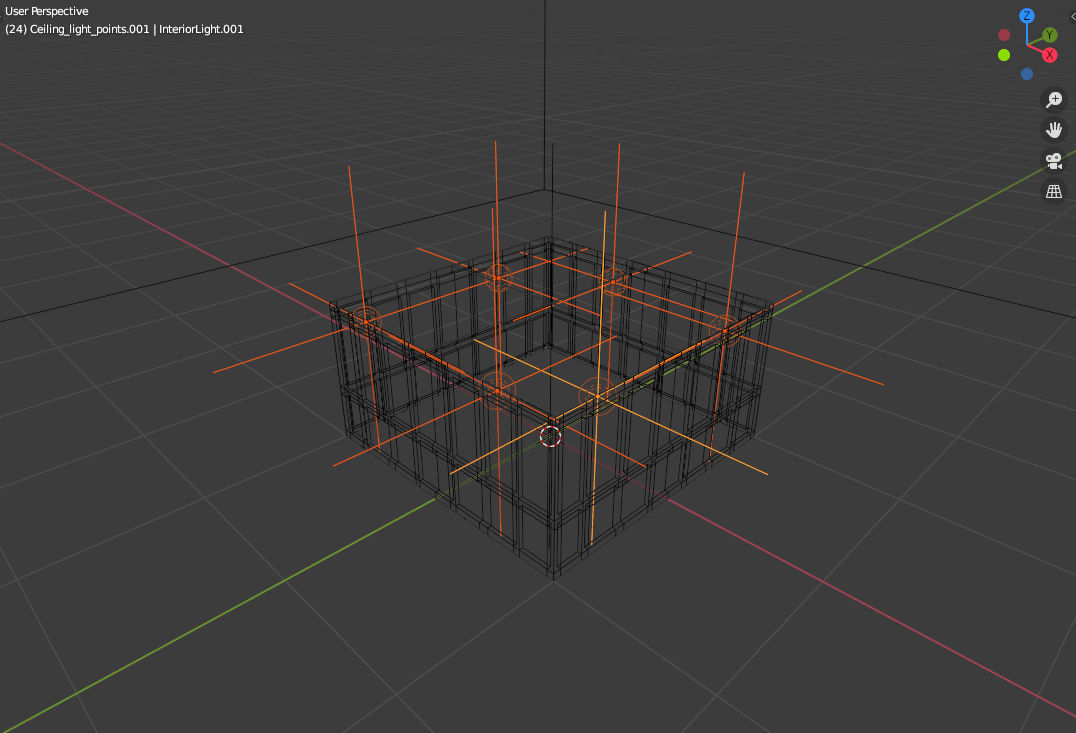 User Perspective
(24) Ceiling_light_points.001 | InteriorLight.001
Z
Y
X